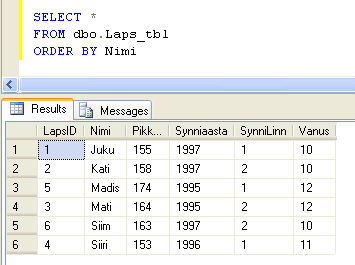 SELECT *
FROM dbo.Laps_tbl
ORDER BY Nimi
Results Messages
LapsID Nimi Pikk... Synniaasta SynniLinn Vanus
1 1 Juku 155 1997 1 10
2 2 Kati 158 1997 2 10
3 5 Madis 174 1995 1 12
4 3 Mati 164 1995 2 12
5 6 Siim 163 1997 2 10
6 4 Siiri 153 1996 1 11